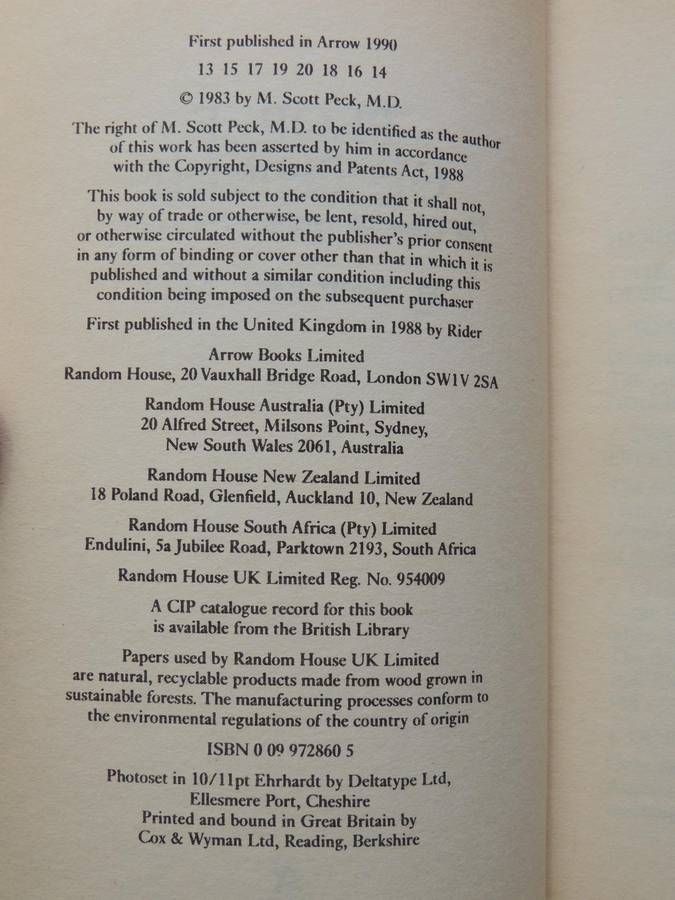 First published in Arrow 1990
13 15 17 19 20 18 16 14
© 1983 by M. Scott Peck, M.D.
The right of M. Scott Peck, M.D. to be identified as the author
of this work has been asserted by him in accordance
with the Copyright, Designs and Patents Act, 1988
This book is sold subject to the condition that it shall not,
by way of trade or otherwise, be lent, resold, hired out,
or otherwise circulated without the publisher's prior consent
in any form of binding or cover other than that in which it is
published and without a similar condition including this
condition being imposed on the subsequent purchaser
First published in the United Kingdom in 1988 by Rider
Arrow Books Limited
Random House, 20 Vauxhall Bridge Road, London SW1V 2SA
Random House Australia (Pty) Limited
20 Alfred Street, Milsons Point, Sydney,
New South Wales 2061, Australia
Random House New Zealand Limited
18 Poland Road, Glenfield, Auckland 10, New Zealand
Random House South Africa (Pty) Limited
Endulini, 5a Jubilee Road, Parktown 2193, South Africa
Random House UK Limited Reg. No. 954009
A CIP catalogue record for this book
is available from the British Library
Papers used by Random House UK Limited
are natural, recyclable products made from wood grown in
sustainable forests. The manufacturing processes conform to
the environmental regulations of the country of origin
ISBN 0 09 972860 5
Photoset in 10/11pt Ehrhardt by Deltatype Ltd,
Ellesmere Port, Cheshire
Printed and bound in Great Britain by
Cox & Wyman Ltd, Reading, Berkshire